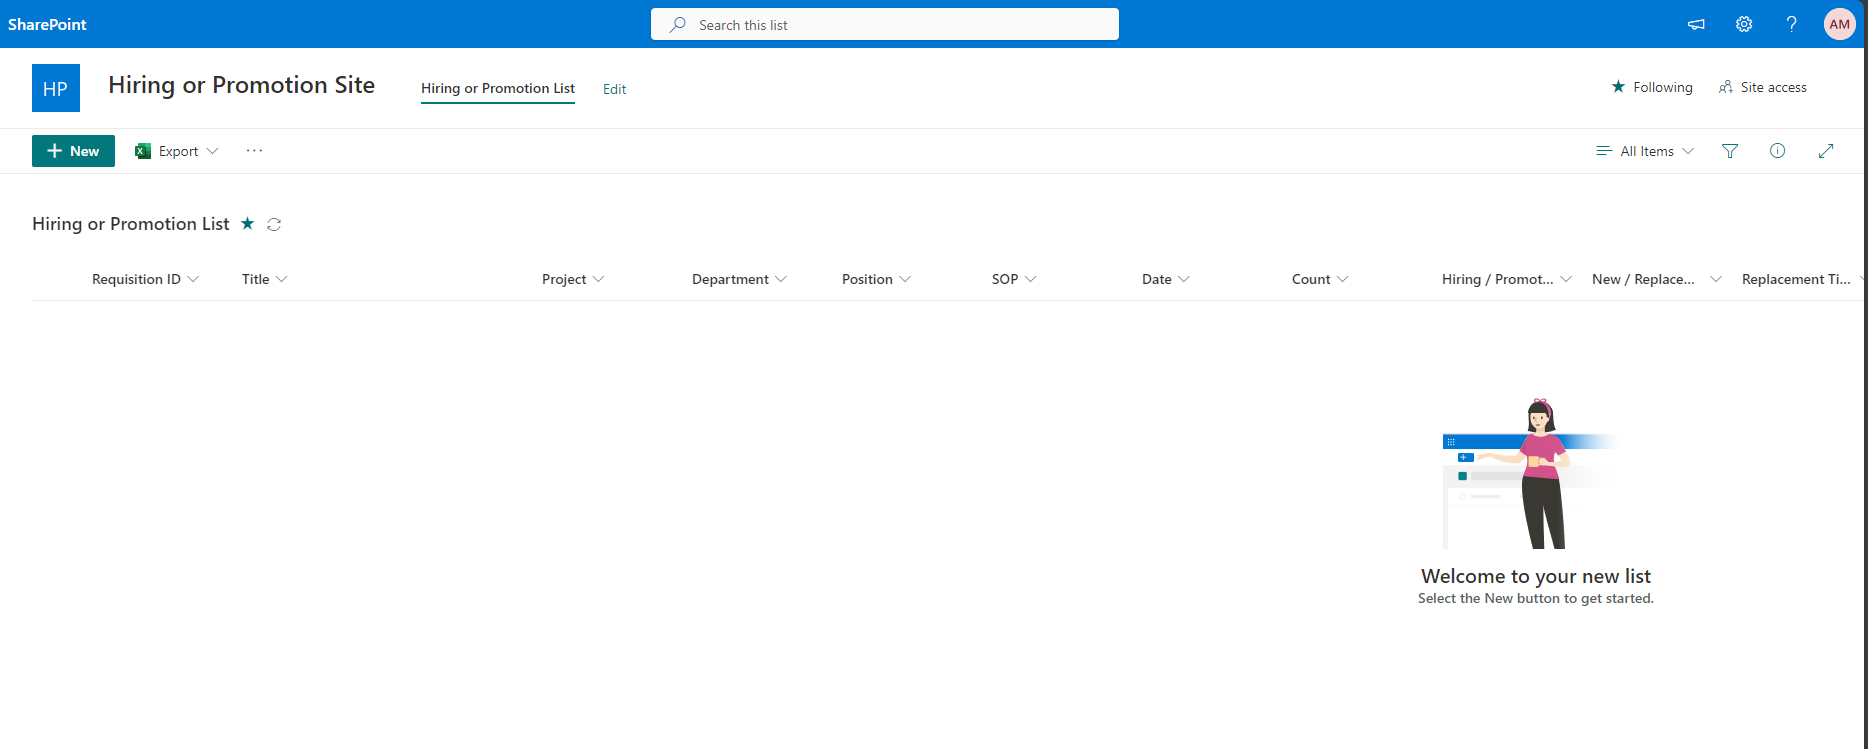 SharePoint
Search this list
AM
HP
Hiring or Promotion Site
Hiring or Promotion List
Edit
Following
Site access
New
Export
All Items
Hiring or Promotion List
Requisition ID
Title
Project
Department
Position
SOP
Date
Count
Hiring / Promot...
New / Replace...
Replacement Ti...
Welcome to your new list
Select the New button to get started.